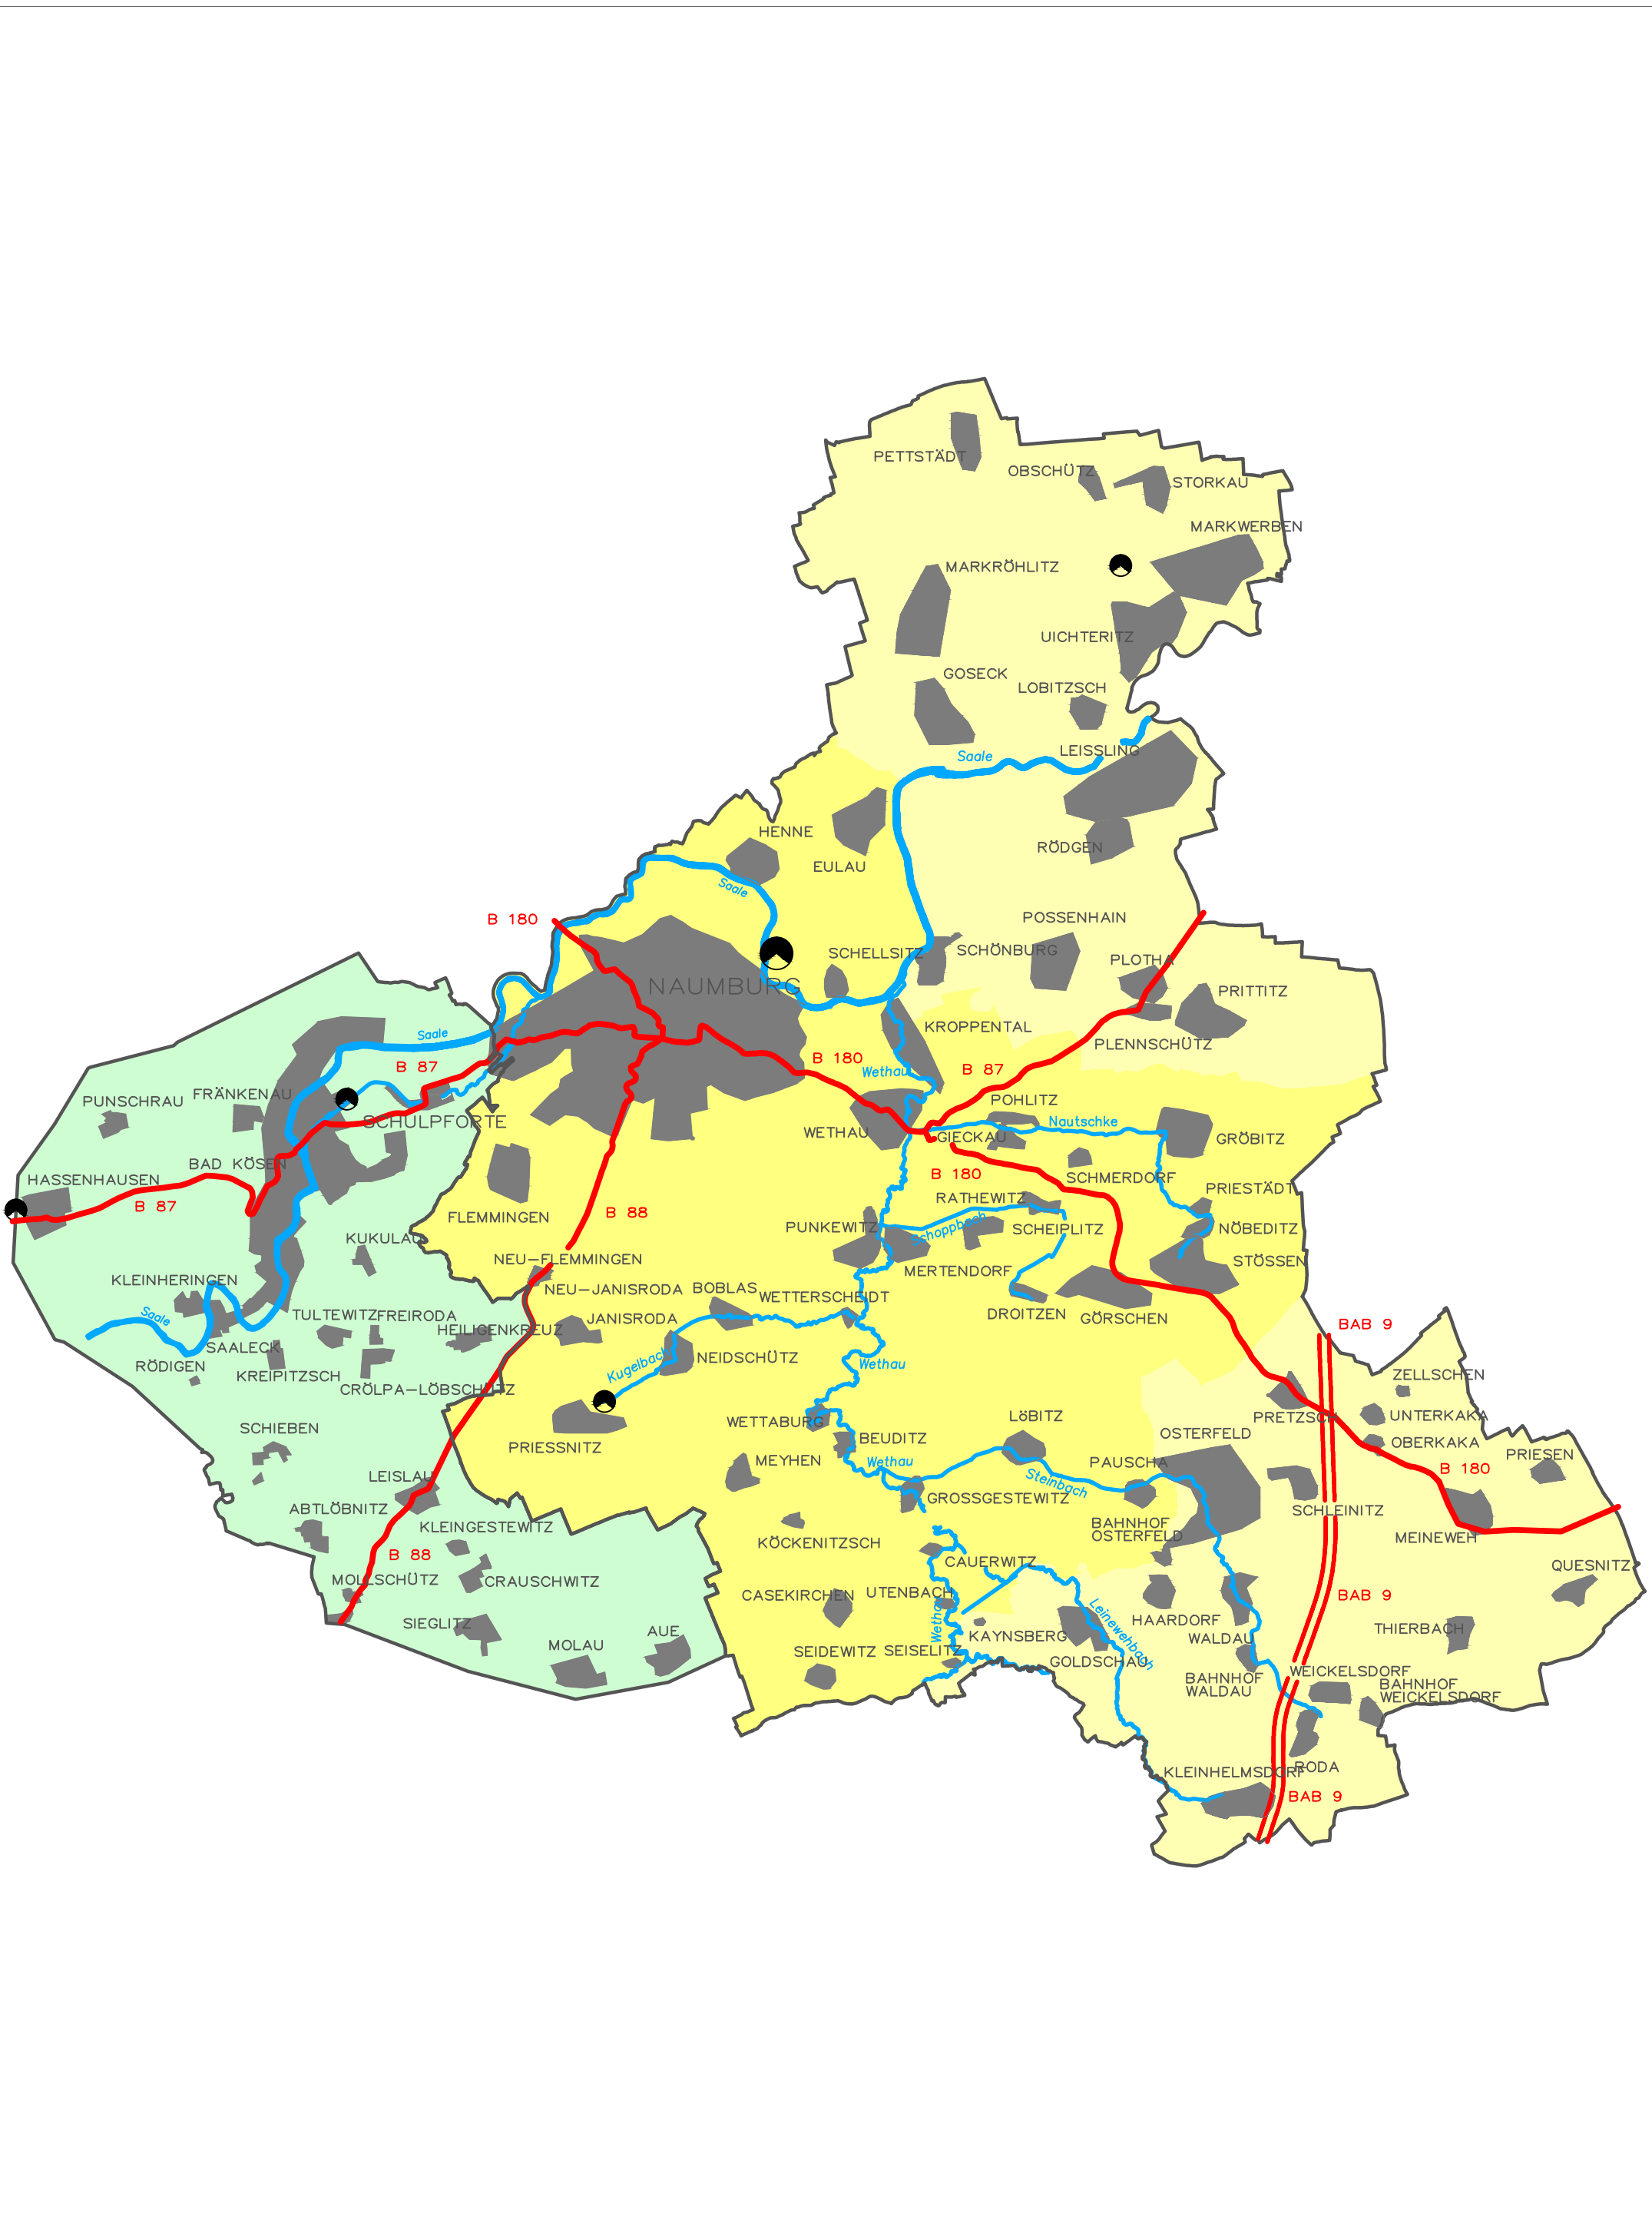 PETTSTÄDT
OBSCHÜTZ
STORKAU
MARKWERBEN
MARKRÖHLITZ
UICHTERITZ
GOSECK
LOBITZSCH
LEISSLING
Saale
HENNE
EULAU
RÖDGEN
Saale
B 180
POSSENHAIN
SCHELLSITZ
SCHÖNBURG
PLOTHA
NAUMBURG
PRITTITZ
KROPPENTAL
Saale
PLENNSCHÜTZ
B 180
B 87
B 87
Wethau
FRÄNKENAU
PUNSCHRAU
POHLITZ
SCHULPFORTE
Nautschke
WETHAU
GIECKAU
GRÖBITZ
BAD KÖSEN
HASSENHAUSEN
B 180
SCHMERDORF
PRIESTÄDT
B 87
RATHEWITZ
B 88
FLEMMINGEN
PUNKEWITZ
Schoppbach
SCHEIPLITZ
NÖBEDITZ
KUKULAU
NEU-FLEMMINGEN
STÖSSEN
MERTENDORF
KLEINHERINGEN
NEU-JANISRODA
BOBLAS
WETTERSCHEIDT
Saale
TULTEWITZ
FREIRODA
JANISRODA
DROITZEN
GÖRSCHEN
BAB 9
HEILIGENKREUZ
SAALECK
RÖDIGEN
KREIPITZSCH
Kugelbach
NEIDSCHÜTZ
Wethau
ZELLSCHEN
CRÖLPA-LÖBSCHÜTZ
PRETZSCH
UNTERKAKA
WETTABURG
LöBITZ
SCHIEBEN
OSTERFELD
BEUDITZ
OBERKAKA
PRIESSNITZ
PRIESEN
MEYHEN
Wethau
PAUSCHA
B 180
LEISLAU
Steinbach
GROSSGESTEWITZ
ABTLÖBNITZ
SCHLEINITZ
KLEINGESTEWITZ
BAHNHOF
OSTERFELD
MEINEWEH
KÖCKENITZSCH
B 88
CAUERWITZ
QUESNITZ
MOLLSCHÜTZ
CRAUSCHWITZ
CASEKIRCHEN
UTENBACH
BAB 9
Wethau
Leinewehbach
SIEGLITZ
HAARDORF
THIERBACH
AUE
KAYNSBERG
WALDAU
MOLAU
SEIDEWITZ
SEISELITZ
GOLDSCHAU
WEICKELSDORF
BAHNHOF
WALDAU
BAHNHOF
WEICKELSDORF
RODA
KLEINHELMSDORF
BAB 9